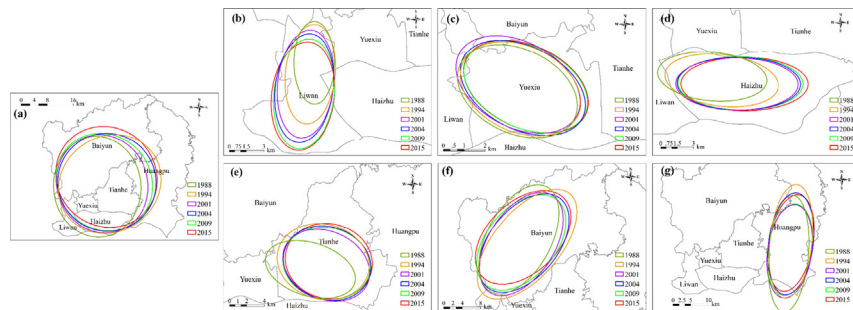 (a)
0 4 8 16 km
Baiyun
Huangpu
Tianhe
Yuexiu
Haizhu
Liwan
1988
1994
2001
2004
2009
2015
(b)
Yuexiu
Tianhe
Liwan
Haizhu
1988
1994
2001
2004
2009
2015
0 .75 1.5 3 km
(c)
Baiyun
Tianhe
Yuexiu
Liwan
Haizhu
1988
1994
2001
2004
2009
2015
0 .5 1 2 km
(d)
Yuexiu
Tianhe
Haizhu
Liwan
1988
1994
2001
2004
2009
2015
0 .75 1.5 3 km
(e)
Baiyun
Huangpu
Tianhe
Yuexiu
Haizhu
1988
1994
2001
2004
2009
2015
0 1 2 4 km
(f)
Baiyun
Tianhe
Yuexiu
1988
1994
2001
2004
2009
2015
0 2 4 8 km
(g)
Baiyun
Huangpu
Tianhe
Yuexiu
Liwan
Haizhu
1988
1994
2001
2004
2009
2015
0 2.5 5 10 km